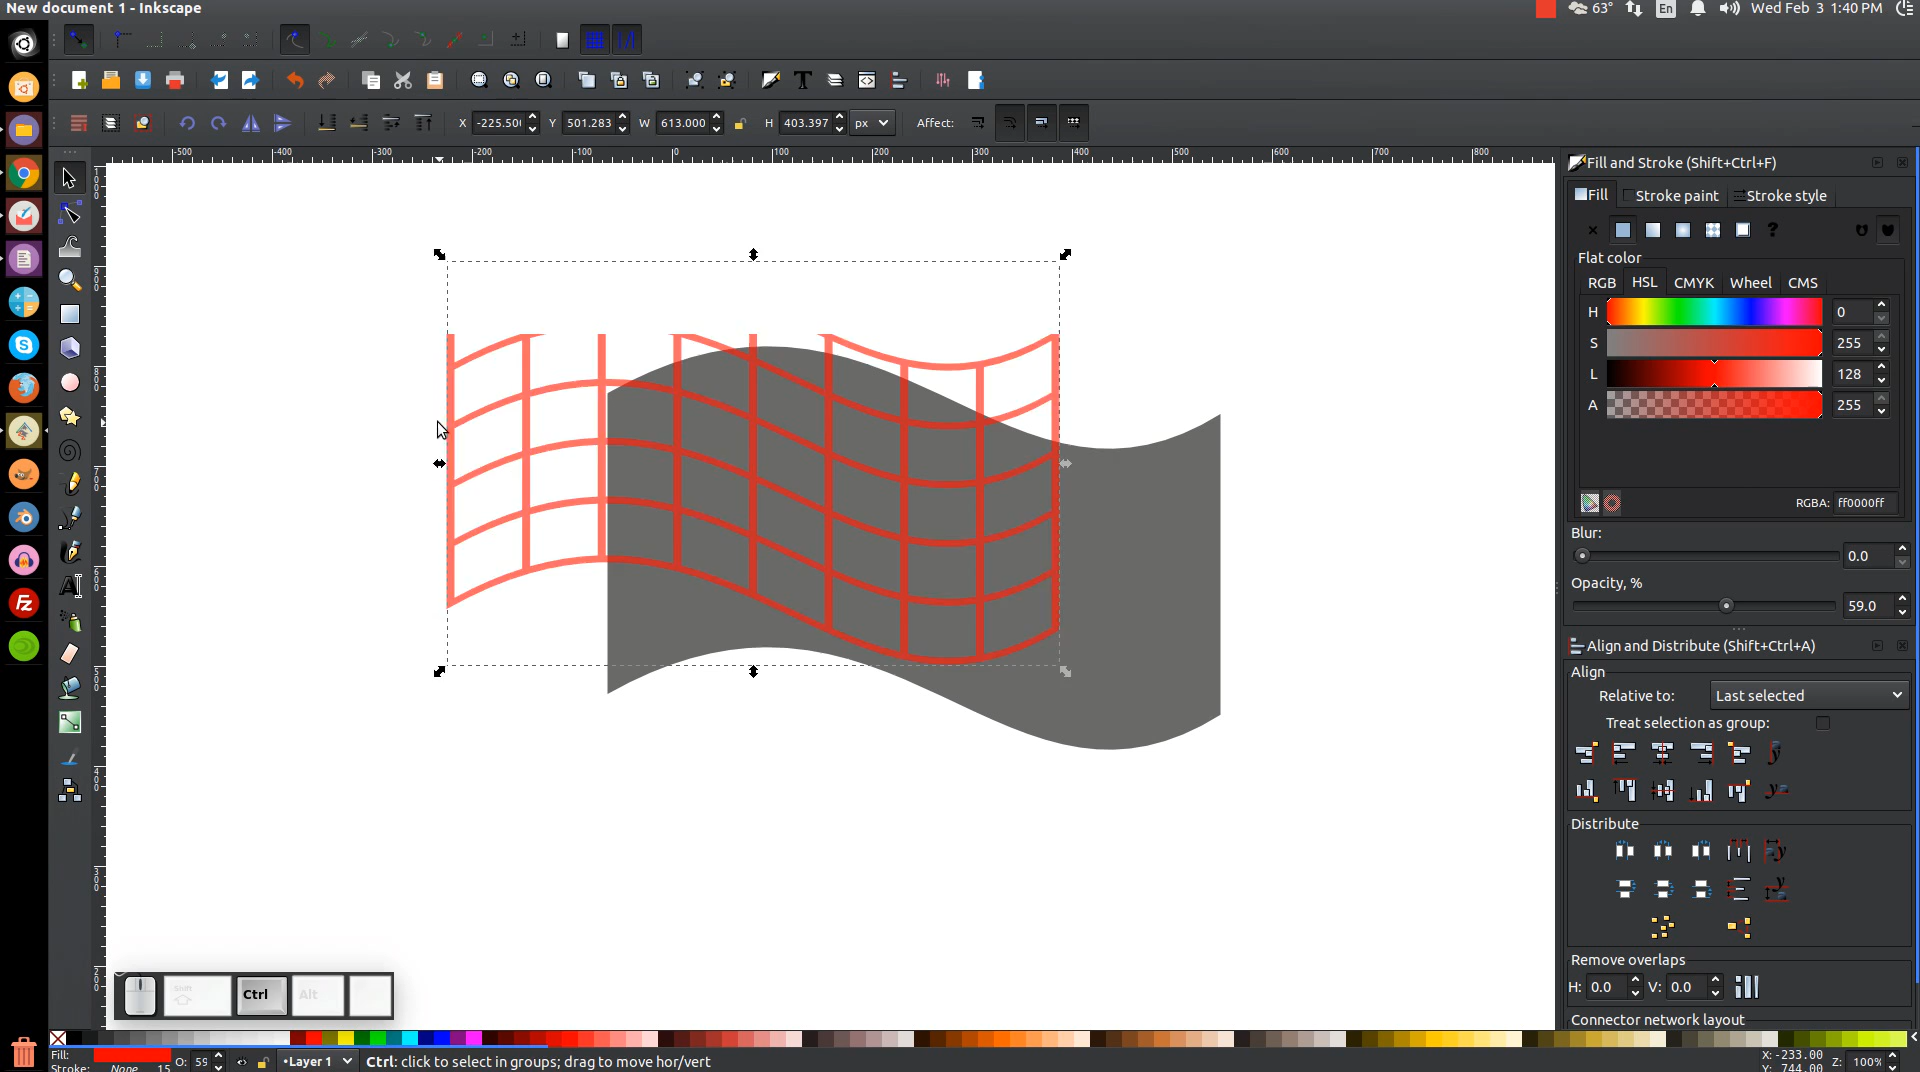 New document 1 - Inkscape
63°
En
Wed Feb 3 1:40 PM
X -225.50
Y 501.283
W 613.000
H 403.397
px
Affect:
-500 -400 -300 -200 -100 0 100 200 300 400 500 600 700 800
Fill and Stroke (Shift+Ctrl+F)
Fill
Stroke paint
Stroke style
Flat color
RGB
HSL
CMYK
Wheel
CMS
H 0
S 255
L 128
A 255
RGBA: ff0000ff
Blur:
0.0
Opacity, %
59.0
Align and Distribute (Shift+Ctrl+A)
Align
Relative to: Last selected
Treat selection as group:
Distribute
Remove overlaps
H: 0.0 V: 0.0
Connector network layout
Shift
Ctrl
Alt
Fill:
Stroke: None 15
O: 59
•Layer 1
Ctrl: click to select in groups; drag to move hor/vert
X: -233.00
Y: 744.00
Z: 100%